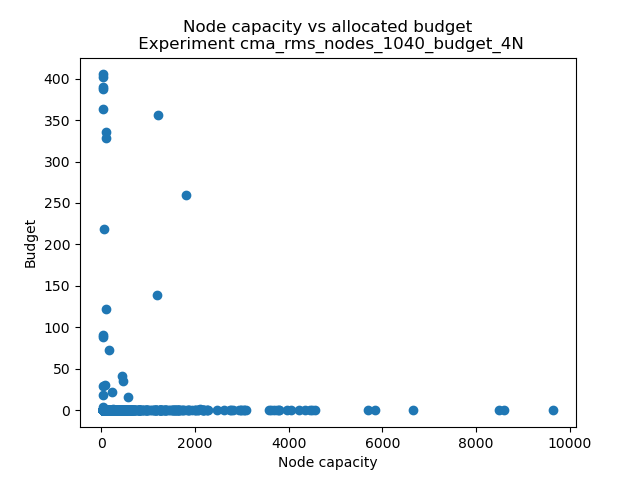 Node capacity vs allocated budget
Experiment cma_rms_nodes_1040_budget_4N
400
350
300
250
200
150
100
50
0
Budget
0 2000 4000 6000 8000 10000
Node capacity